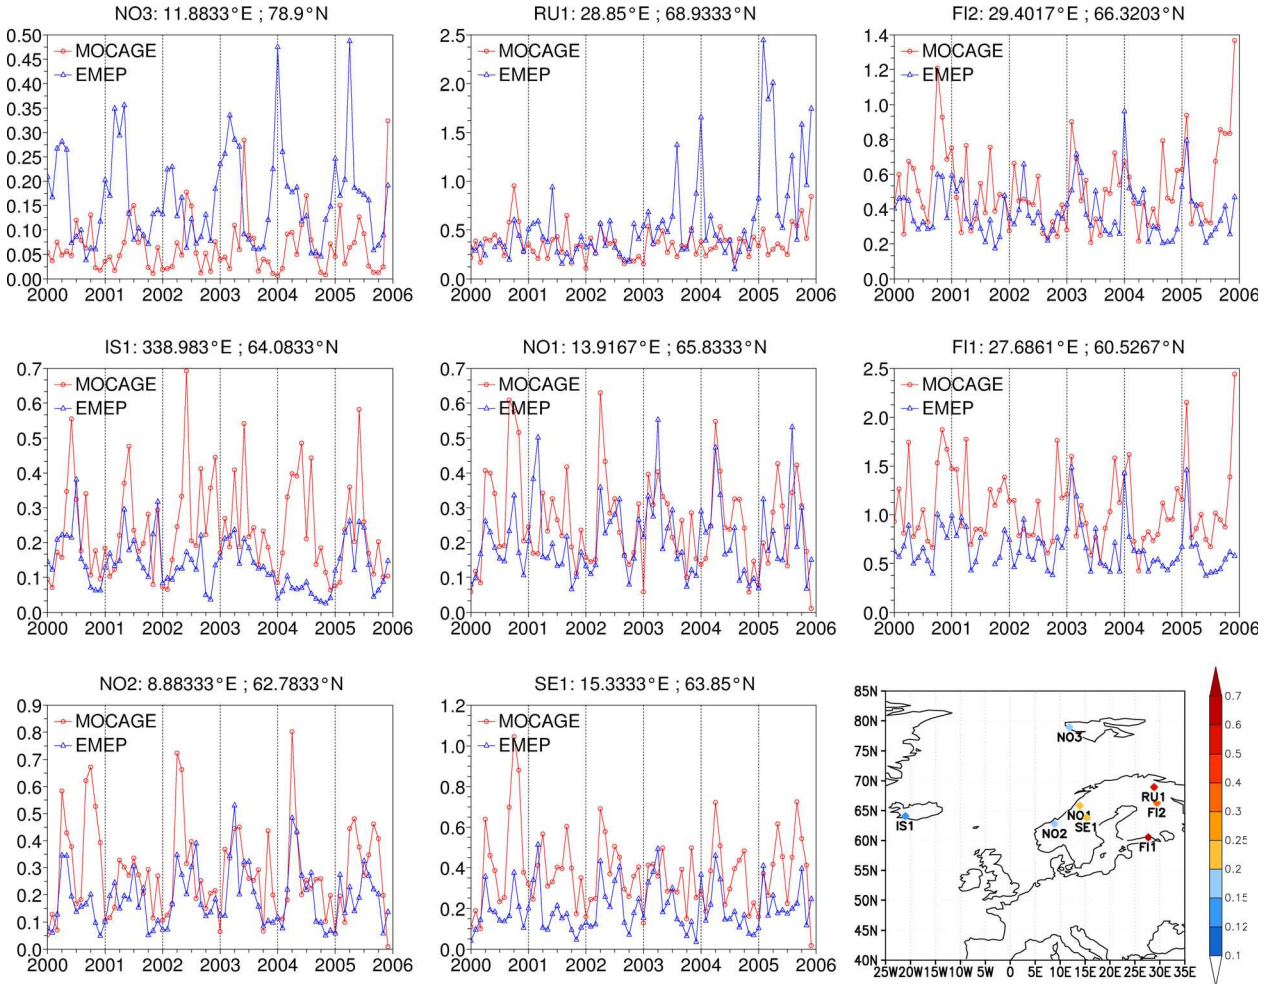 NO3: 11.8833°E ; 78.9°N
0.50
0.45
0.40
0.35
0.30
0.25
0.20
0.15
0.10
0.05
0.00
MOCAGE
EMEP
2000 2001 2002 2003 2004 2005 2006
RU1: 28.85°E ; 68.9333°N
2.5
2.0
1.5
1.0
0.5
0.0
MOCAGE
EMEP
2000 2001 2002 2003 2004 2005 2006
FI2: 29.4017°E ; 66.3203°N
1.4
1.2
1.0
0.8
0.6
0.4
0.2
0.0
MOCAGE
EMEP
2000 2001 2002 2003 2004 2005 2006
IS1: 338.983°E ; 64.0833°N
0.7
0.6
0.5
0.4
0.3
0.2
0.1
0.0
MOCAGE
EMEP
2000 2001 2002 2003 2004 2005 2006
NO1: 13.9167°E ; 65.8333°N
0.7
0.6
0.5
0.4
0.3
0.2
0.1
0.0
MOCAGE
EMEP
2000 2001 2002 2003 2004 2005 2006
FI1: 27.6861°E ; 60.5267°N
2.5
2.0
1.5
1.0
0.5
0.0
MOCAGE
EMEP
2000 2001 2002 2003 2004 2005 2006
NO2: 8.88333°E ; 62.7833°N
0.9
0.8
0.7
0.6
0.5
0.4
0.3
0.2
0.1
0.0
MOCAGE
EMEP
2000 2001 2002 2003 2004 2005 2006
SE1: 15.3333°E ; 63.85°N
1.2
1.0
0.8
0.6
0.4
0.2
0.0
MOCAGE
EMEP
2000 2001 2002 2003 2004 2005 2006
85N
80N
75N
70N
65N
60N
55N
50N
45N
40N
25W 20W 15W 10W 5W 0 5E 10E 15E 20E 25E 30E 35E
NO3
RU1
FI2
IS1
NO1
SE1
NO2
FI1
0.7
0.6
0.5
0.4
0.3
0.25
0.2
0.15
0.12
0.1